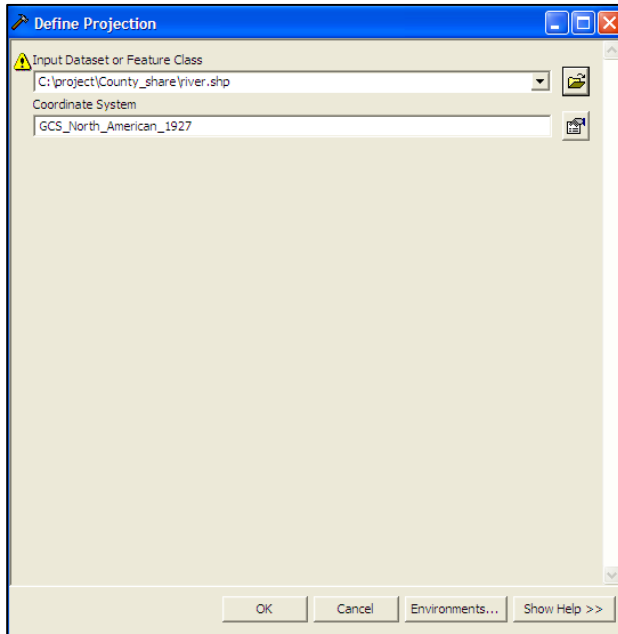 Define Projection
Input Dataset or Feature Class
C:\project\County_share\river.shp
Coordinate System
GCS_North_American_1927
OK Cancel Environments... Show Help >>